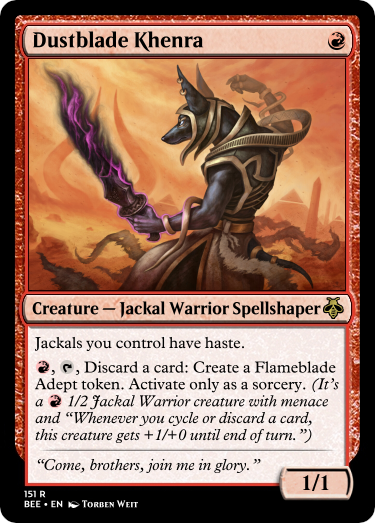 Dustblade Khenra
Creature — Jackal Warrior Spellshaper
Jackals you control have haste.
, , Discard a card: Create a Flameblade
Adept token. Activate only as a sorcery. (It's
a 1/2 Jackal Warrior creature with menace
and “Whenever you cycle or discard a card,
this creature gets +1/+0 until end of turn.”)
“Come, brothers, join me in glory.”
1/1
151 R
BEE • EN Torben Weit